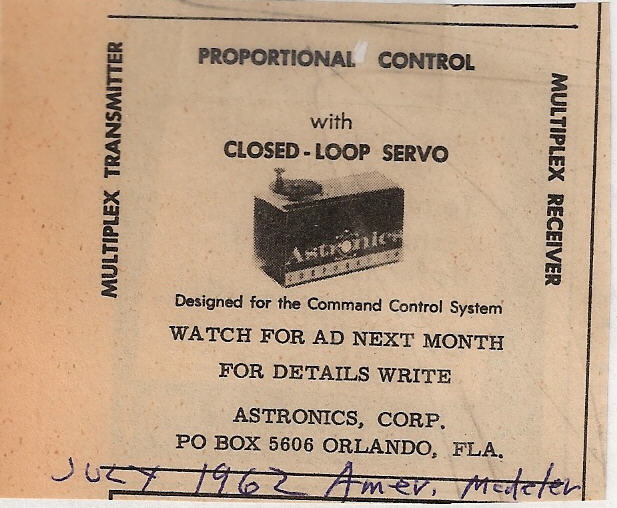 PROPORTIONAL CONTROL
with
CLOSED-LOOP SERVO
MULTIPLEX TRANSMITTER
MULTIPLEX RECEIVER
Astronics
CORPORATION
Designed for the Command Control System
WATCH FOR AD NEXT MONTH
FOR DETAILS WRITE
ASTRONICS, CORP.
PO BOX 5606 ORLANDO, FLA.
JULY 1962 Amer. Modeler